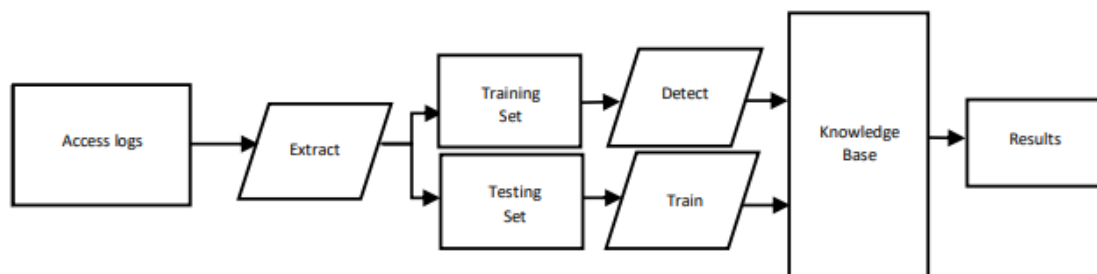 Access logs
Extract
Training
Set
Detect
Testing
Set
Train
Knowledge
Base
Results